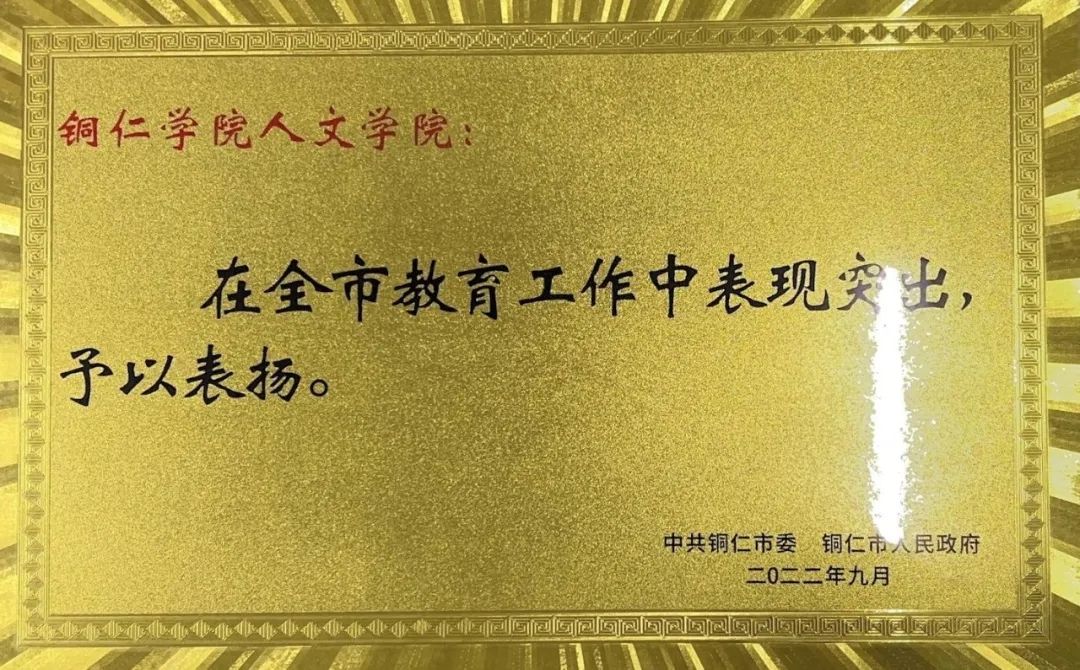 铜仁学院人文学院：
在全市教育工作中表现突出，
予以表扬。
中共铜仁市委　铜仁市人民政府
二0二二年九月